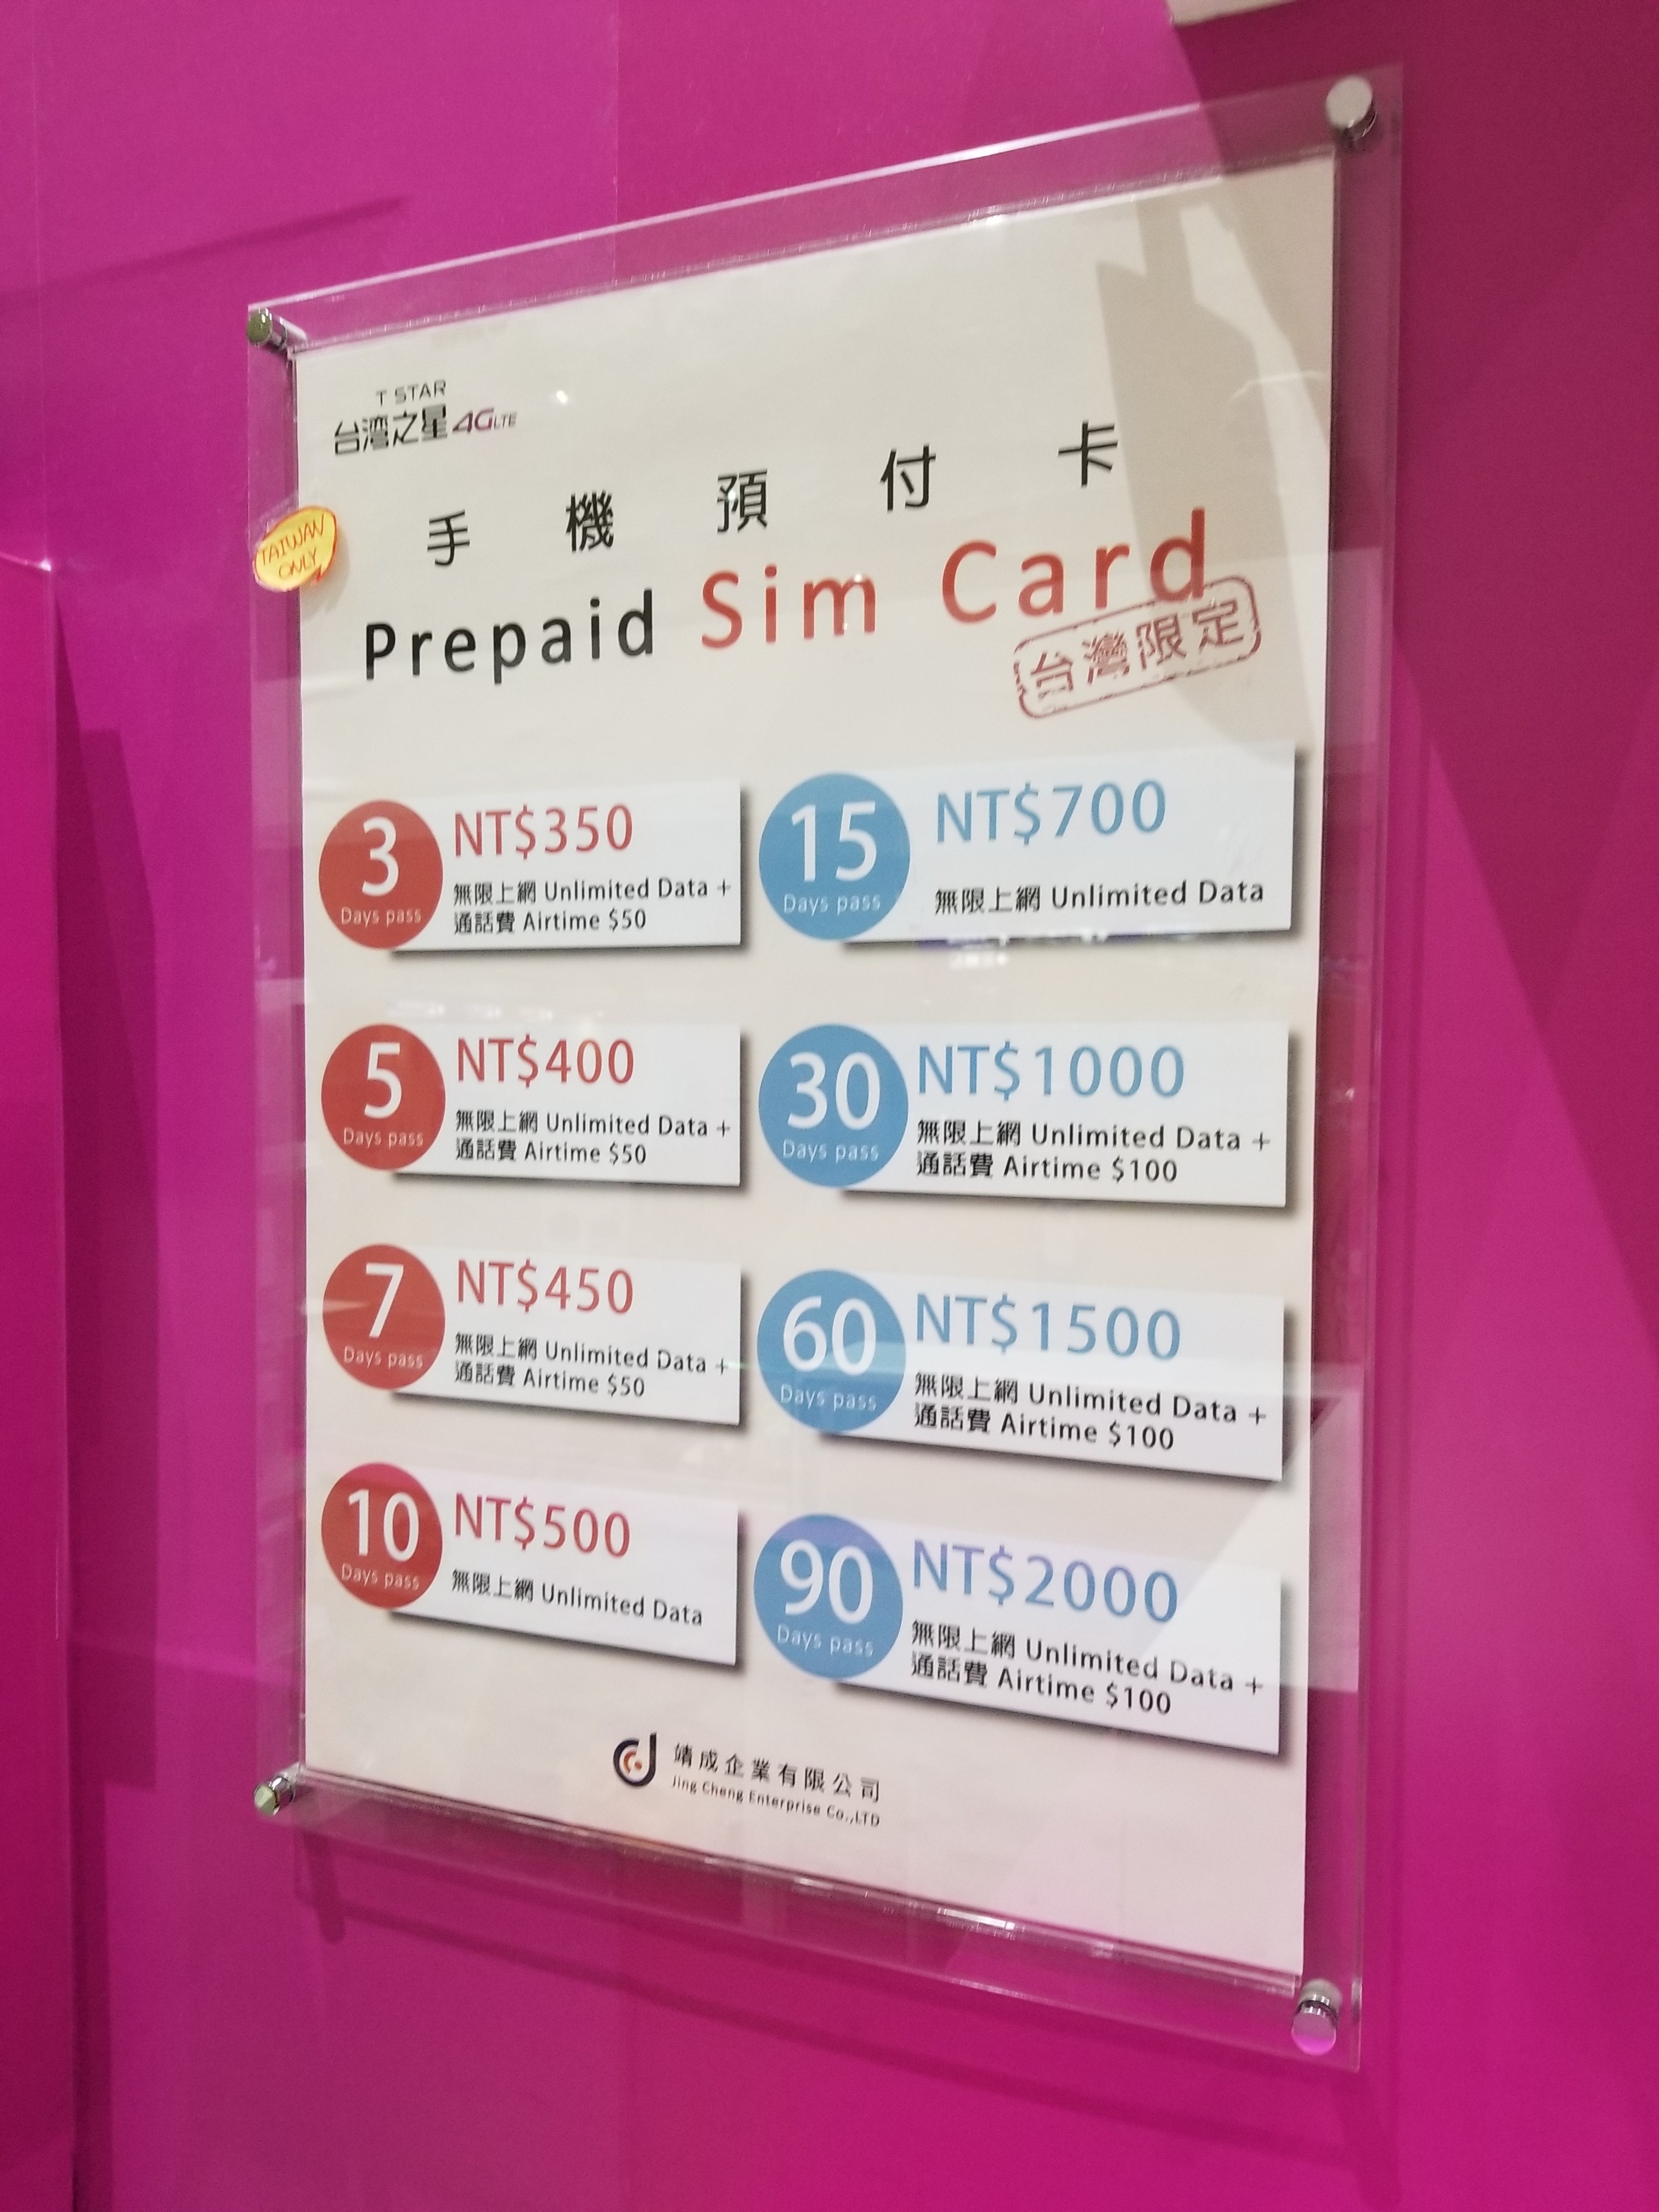 T STAR
台湾之星 4G LTE
手機預付卡
TAIWAN
ONLY
Prepaid Sim Card
台灣限定
3
Days pass
NT$350
無限上網 Unlimited Data +
通話費 Airtime $50
15
Days pass
NT$700
無限上網 Unlimited Data
5
Days pass
NT$400
無限上網 Unlimited Data +
通話費 Airtime $50
30
Days pass
NT$1000
無限上網 Unlimited Data +
通話費 Airtime $100
7
Days pass
NT$450
無限上網 Unlimited Data +
通話費 Airtime $50
60
Days pass
NT$1500
無限上網 Unlimited Data +
通話費 Airtime $100
10
Days pass
NT$500
無限上網 Unlimited Data
90
Days pass
NT$2000
無限上網 Unlimited Data +
通話費 Airtime $100
靖成企業有限公司
Jing Cheng Enterprise Co.,LTD